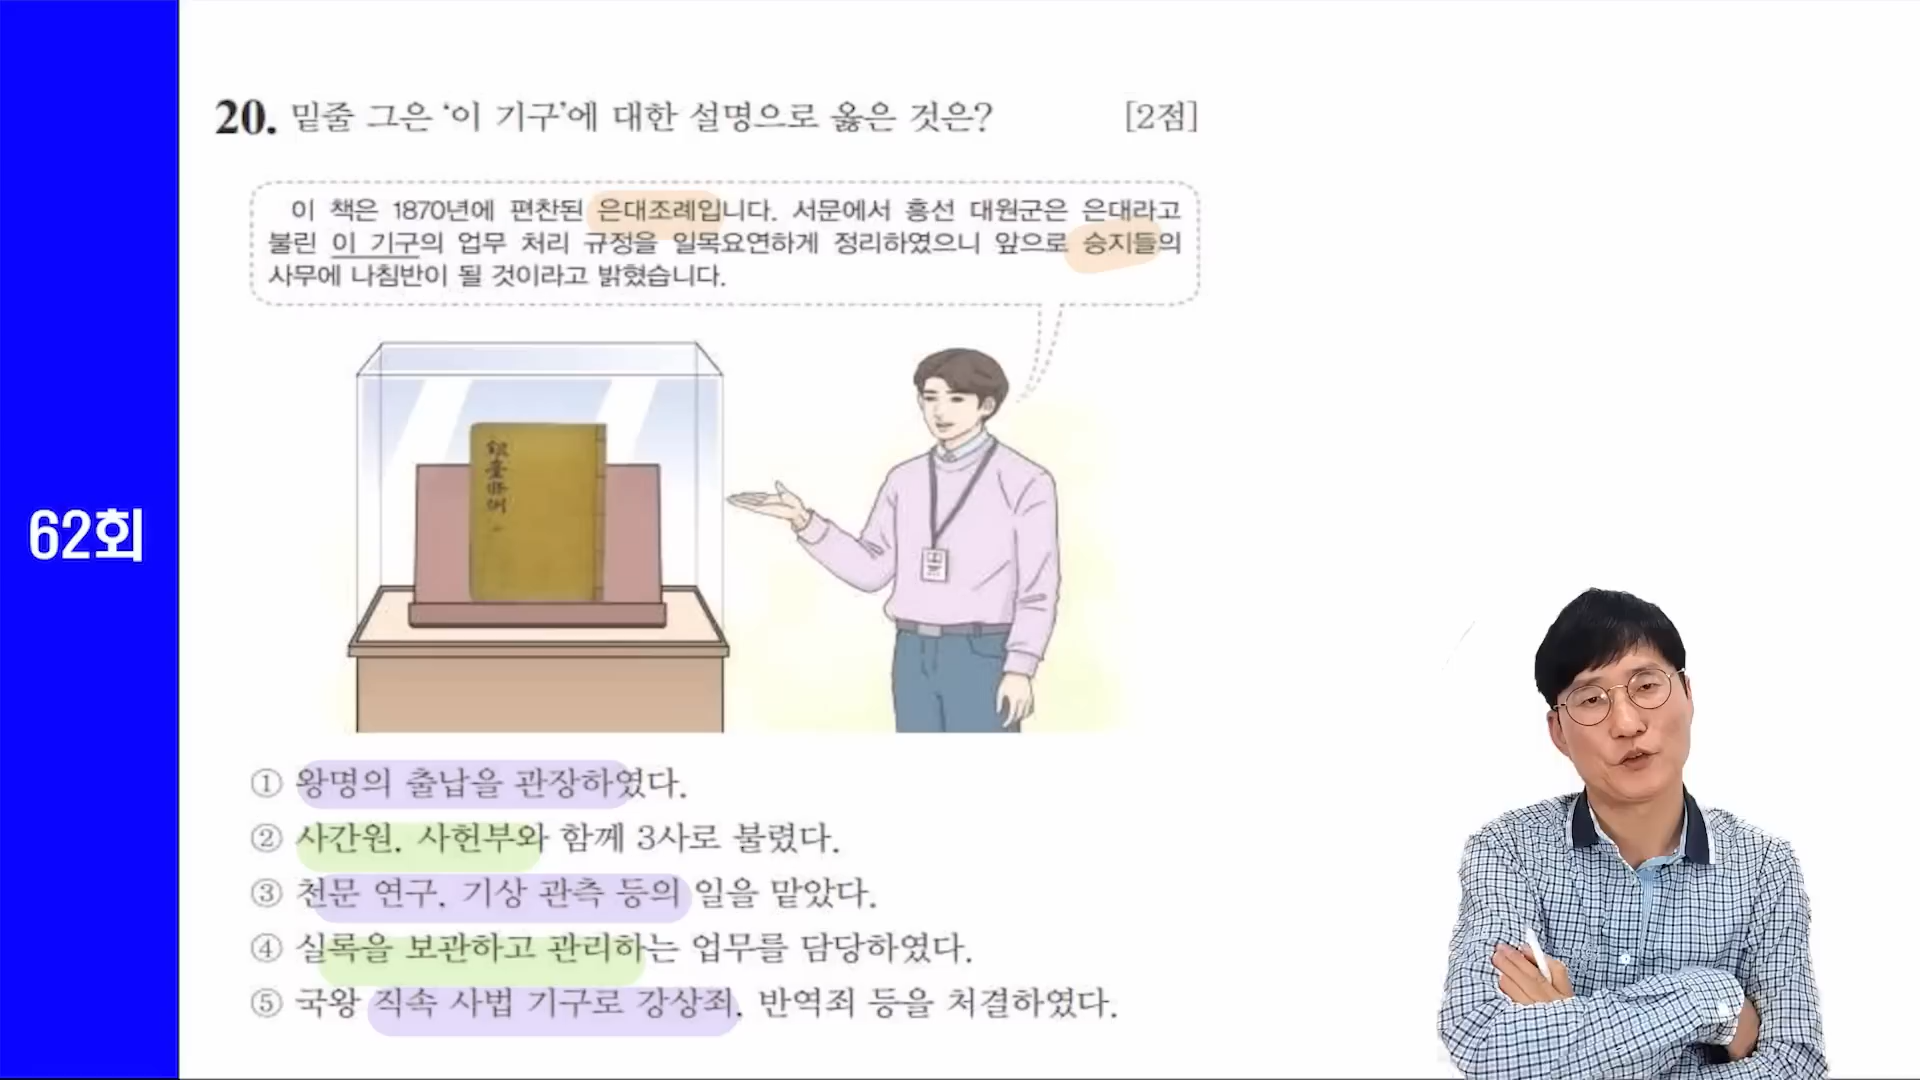 20. 밑줄 그은 ‘이 기구’에 대한 설명으로 옳은 것은? [2점]
이 책은 1870년에 편찬된 은대조례입니다. 서문에서 흥선 대원군은 은대라고
불린 이 기구의 업무 처리 규정을 일목요연하게 정리하였으니 앞으로 승지들의
사무에 나침반이 될 것이라고 밝혔습니다.
銀臺條例
62회
① 왕명의 출납을 관장하였다.
② 사간원, 사헌부와 함께 3사로 불렸다.
③ 천문 연구, 기상 관측 등의 일을 맡았다.
④ 실록을 보관하고 관리하는 업무를 담당하였다.
⑤ 국왕 직속 사법 기구로 강상죄, 반역죄 등을 처결하였다.